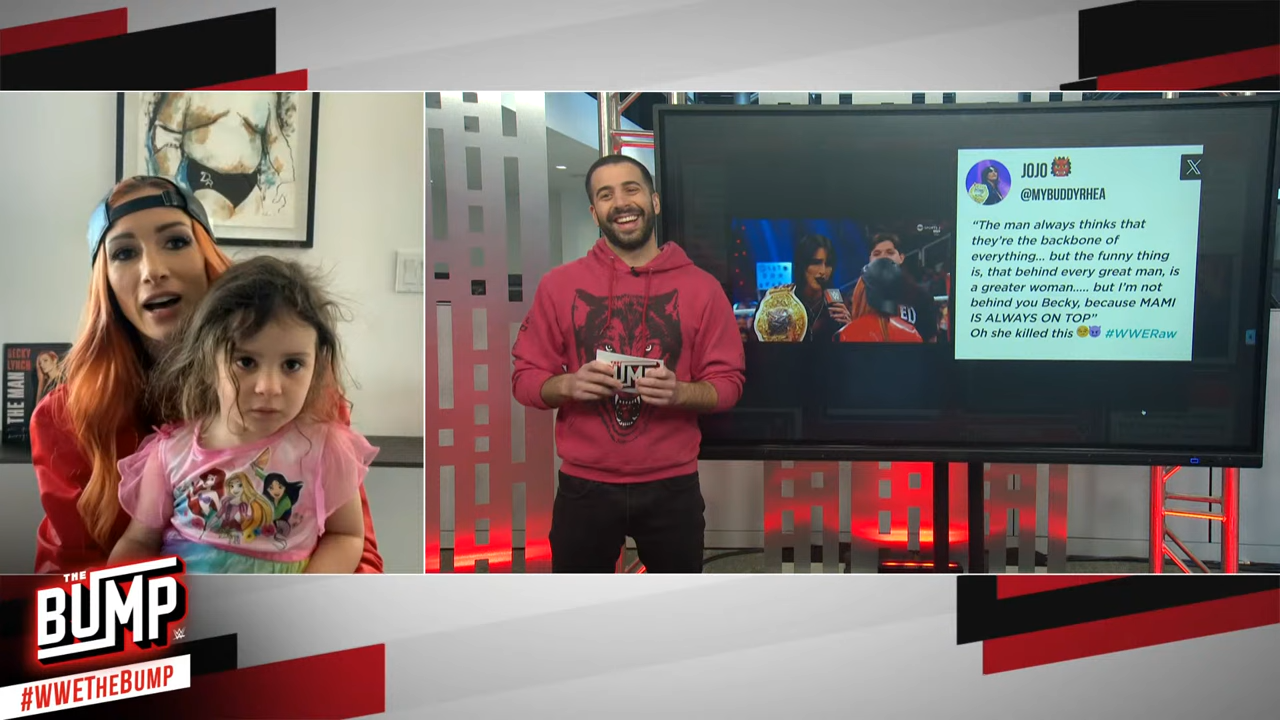 BECKY LYNCH
THE MAN
BUMP
JOJO
@MYBUDDYRHEA
X
“The man always thinks that
they're the backbone of
everything... but the funny thing
is, that behind every great man, is
a greater woman..... but I'm not
behind you Becky, because MAMI
IS ALWAYS ON TOP”
Oh she killed this #WWERaw
THE
BUMP
#WWETHEBUMP